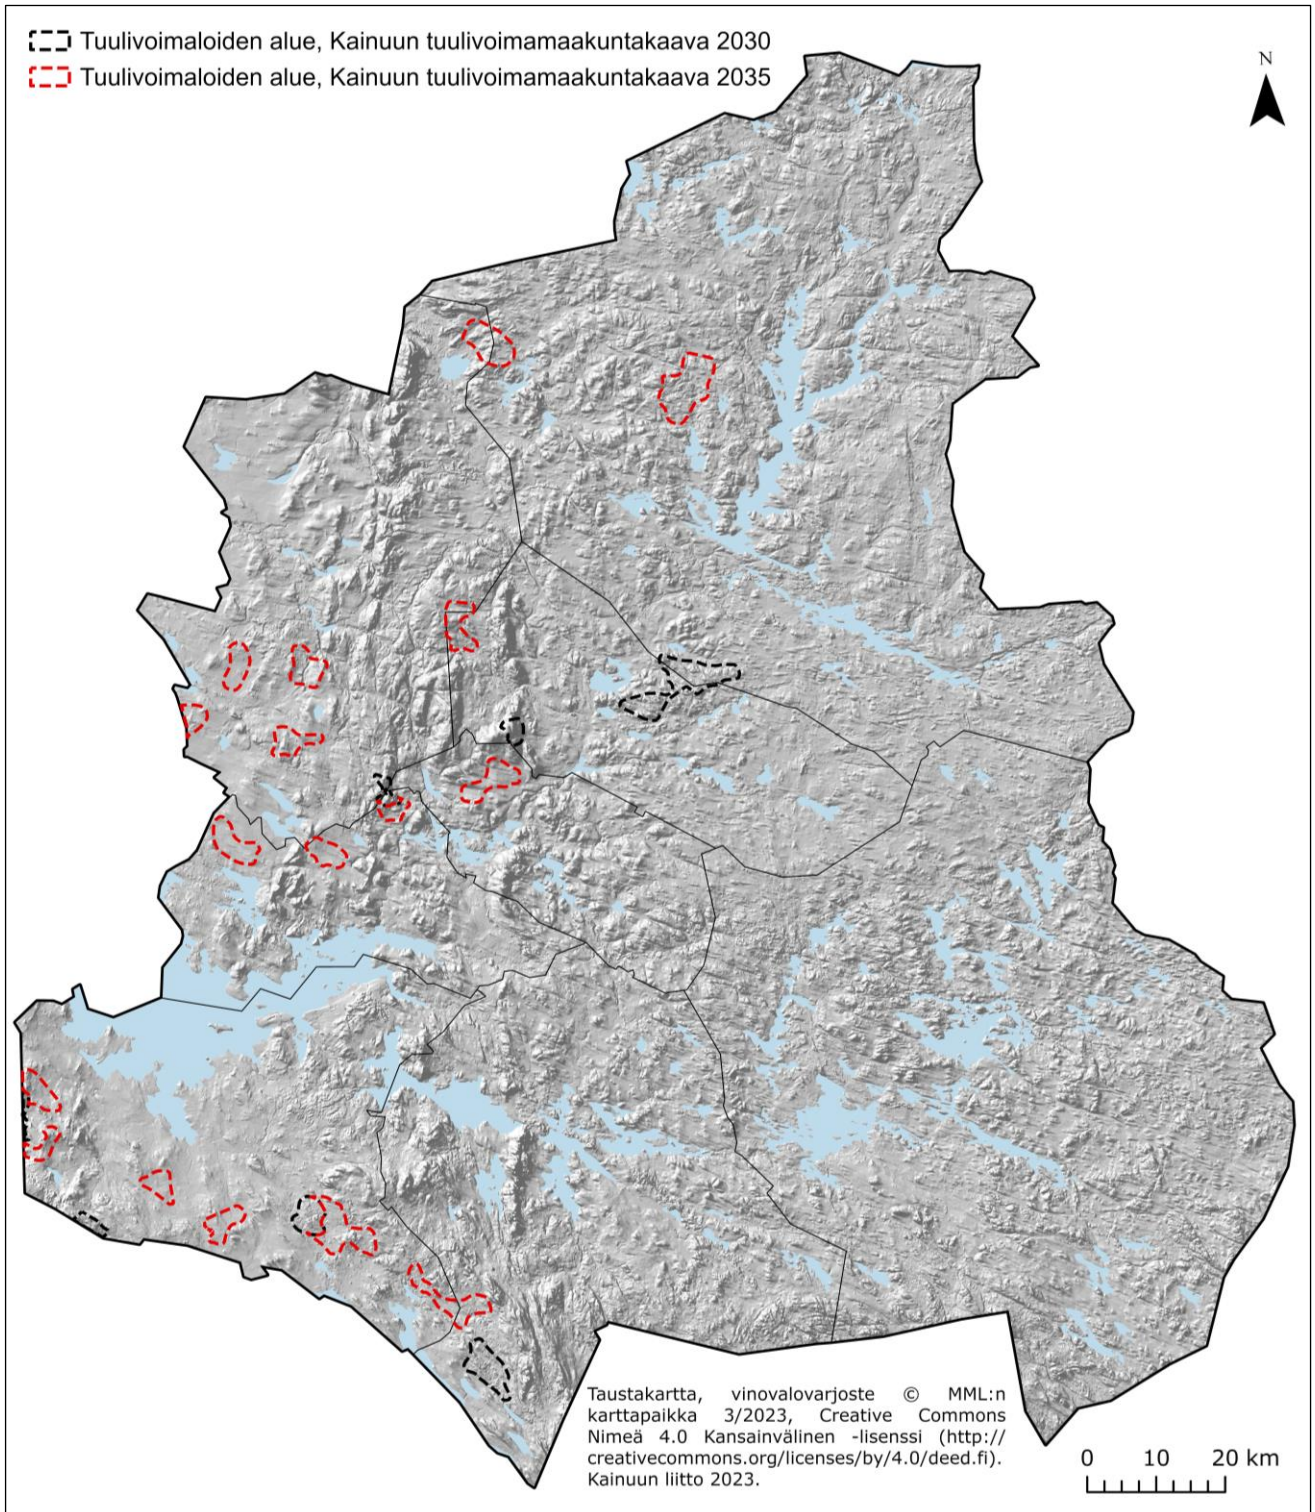 Tuulivoimaloiden alue, Kainuun tuulivoimamaakuntakaava 2030
Tuulivoimaloiden alue, Kainuun tuulivoimamaakuntakaava 2035
N
Taustakartta, vinovalovarjoste © MML:n
karttapaikka 3/2023, Creative Commons
Nimeä 4.0 Kansainvälinen -lisenssi (http://
creativecommons.org/licenses/by/4.0/deed.fi).
Kainuun liitto 2023.
0 10 20 km